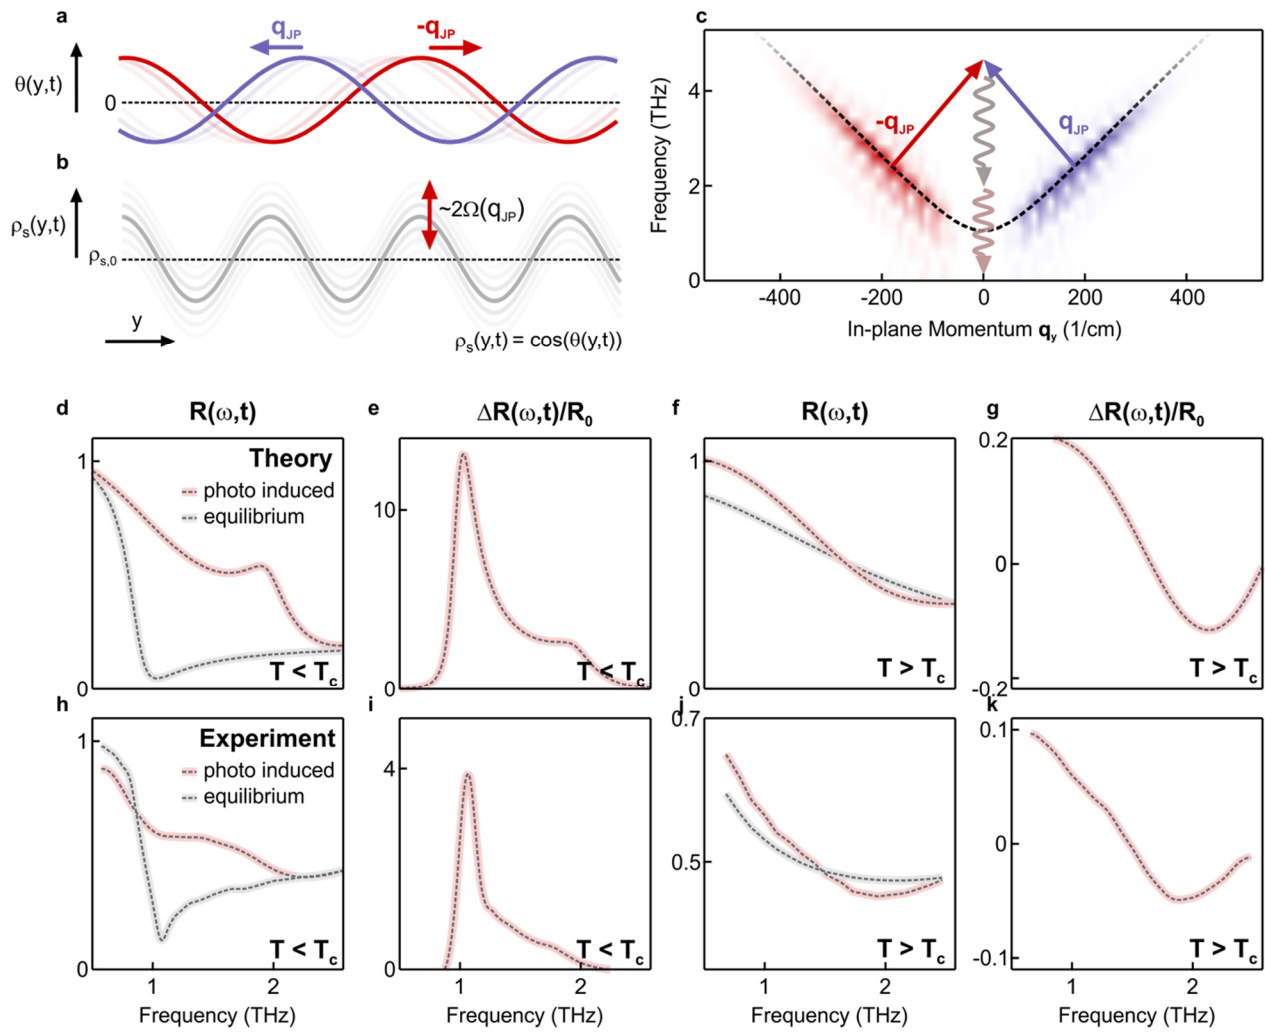 a
q_JP
-q_JP
θ(y,t)
0
b
ρ_s(y,t)
ρ_s,0
~2Ω(q_JP)
y
ρ_s(y,t) = cos(θ(y,t))
c
Frequency (THz)
4
2
0
-q_JP
q_JP
-400
-200
0
200
400
In-plane Momentum q_y (1/cm)
d
R(ω,t)
1
0
Theory
photo induced
equilibrium
T < T_c
e
ΔR(ω,t)/R_0
10
0
T < T_c
f
R(ω,t)
1
0
T > T_c
g
ΔR(ω,t)/R_0
0.2
0
-0.2
T > T_c
h
1
0
Experiment
photo induced
equilibrium
T < T_c
1
2
Frequency (THz)
i
4
0
T < T_c
1
2
Frequency (THz)
j
0.7
0.5
T > T_c
1
2
Frequency (THz)
k
0.1
0
-0.1
T > T_c
1
2
Frequency (THz)